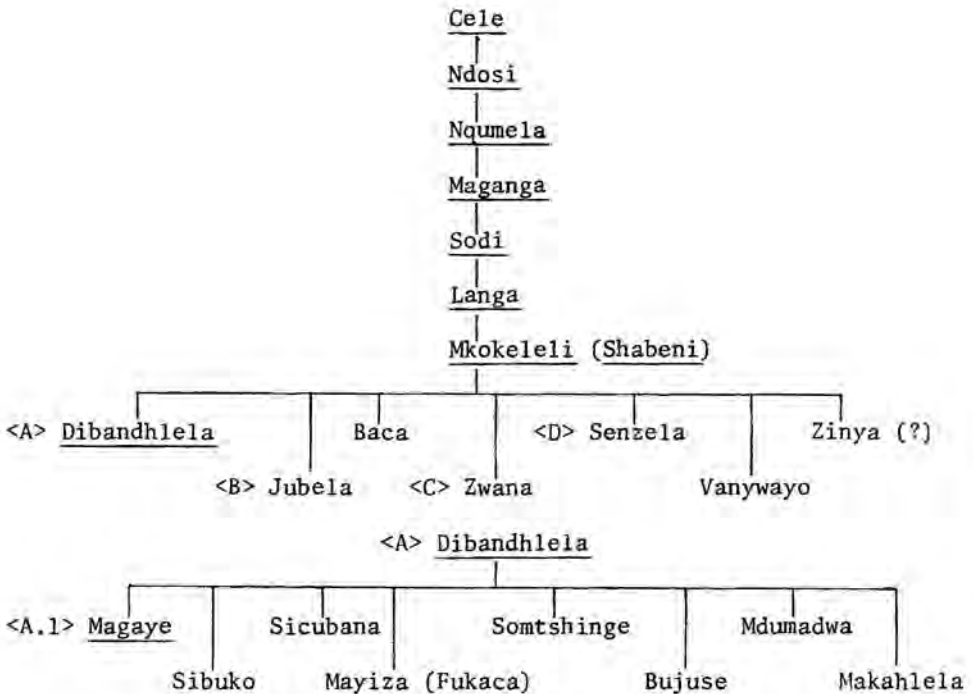 Cele
Ndosi
Nqumela
Maganga
Sodi
Langa
Mkokeleli (Shabeni)
<A> Dibandhlela Baca <D> Senzela Zinya (?)
<B> Jubela <C> Zwana Vanywayo
<A> Dibandhlela
<A.1> Magaye Sicubana Somtshinge Mdumadwa
Sibuko Mayiza (Fukaca) Bujuse Makahlela